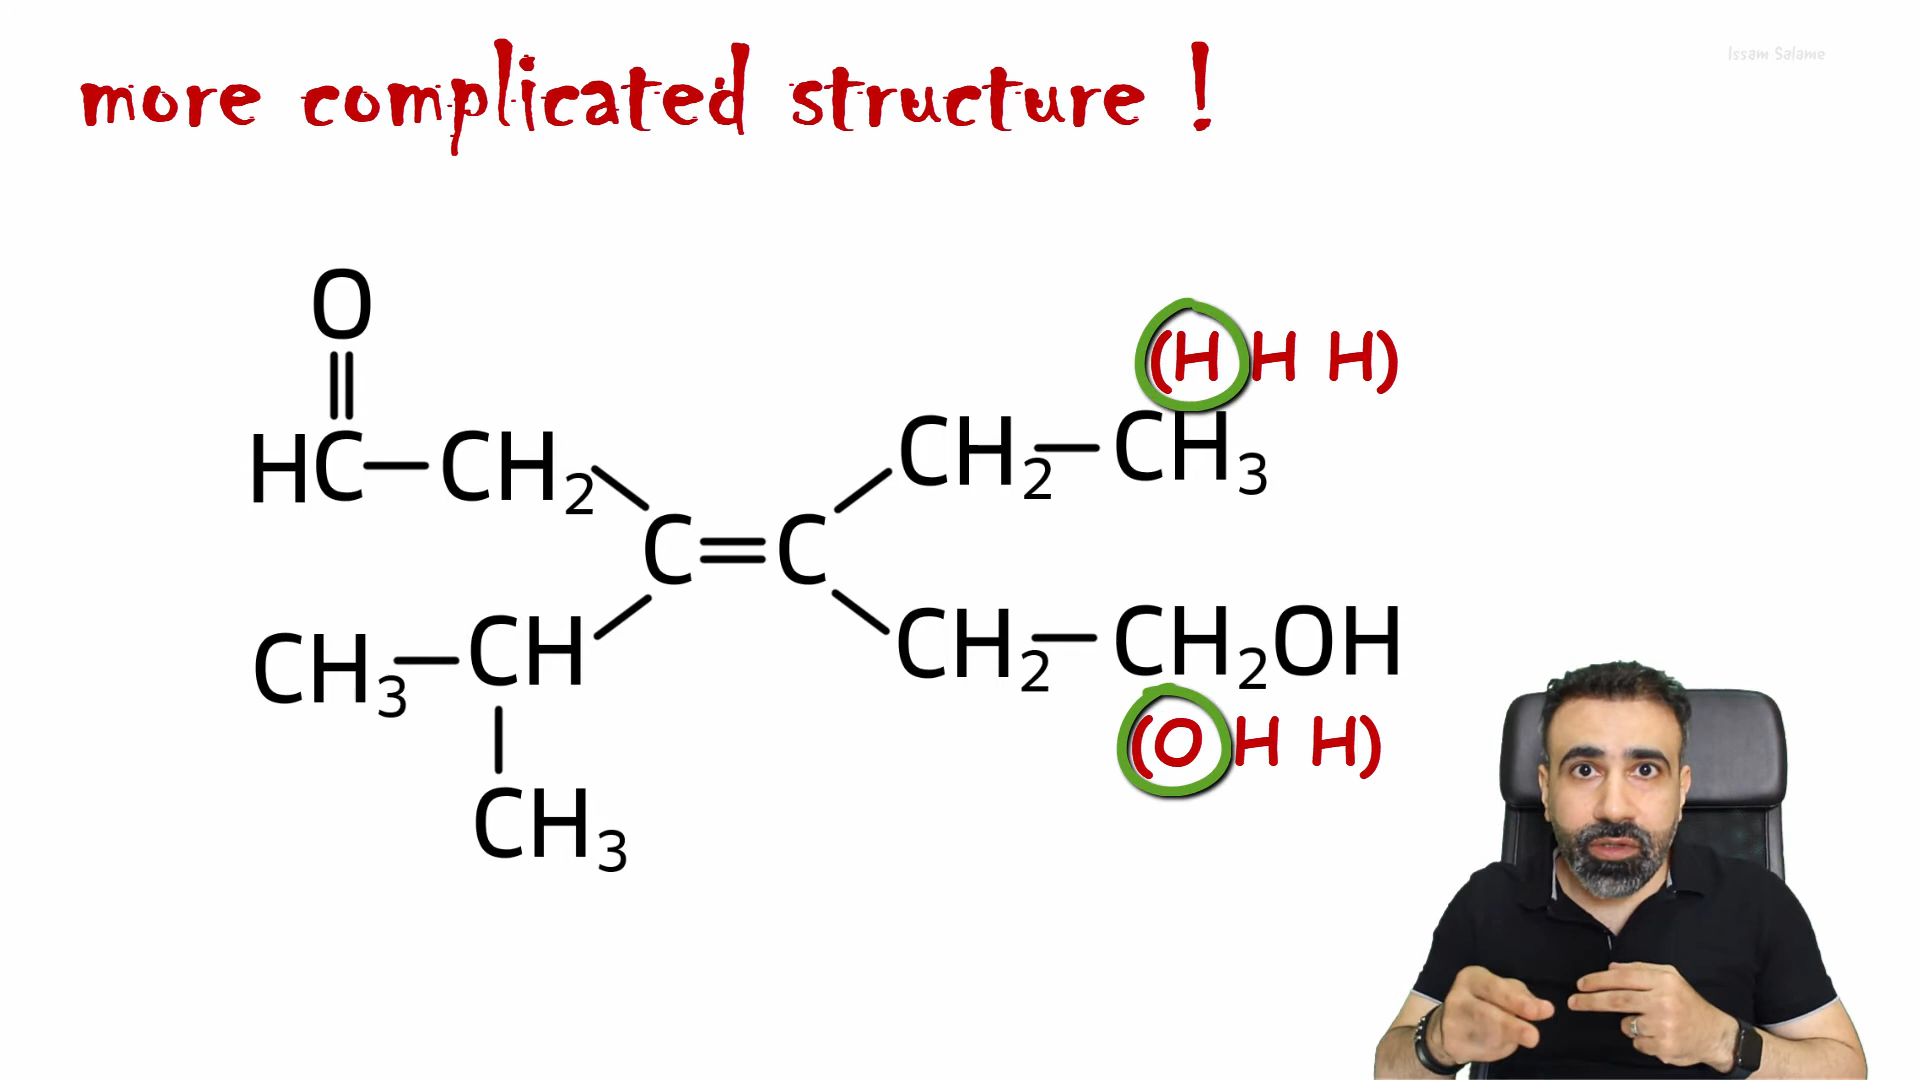 more complicated structure !
Issam Salame
O
(H H H)
HC CH2 CH2 CH3
C C
CH3 CH CH2 CH2OH
(O H H)
CH3